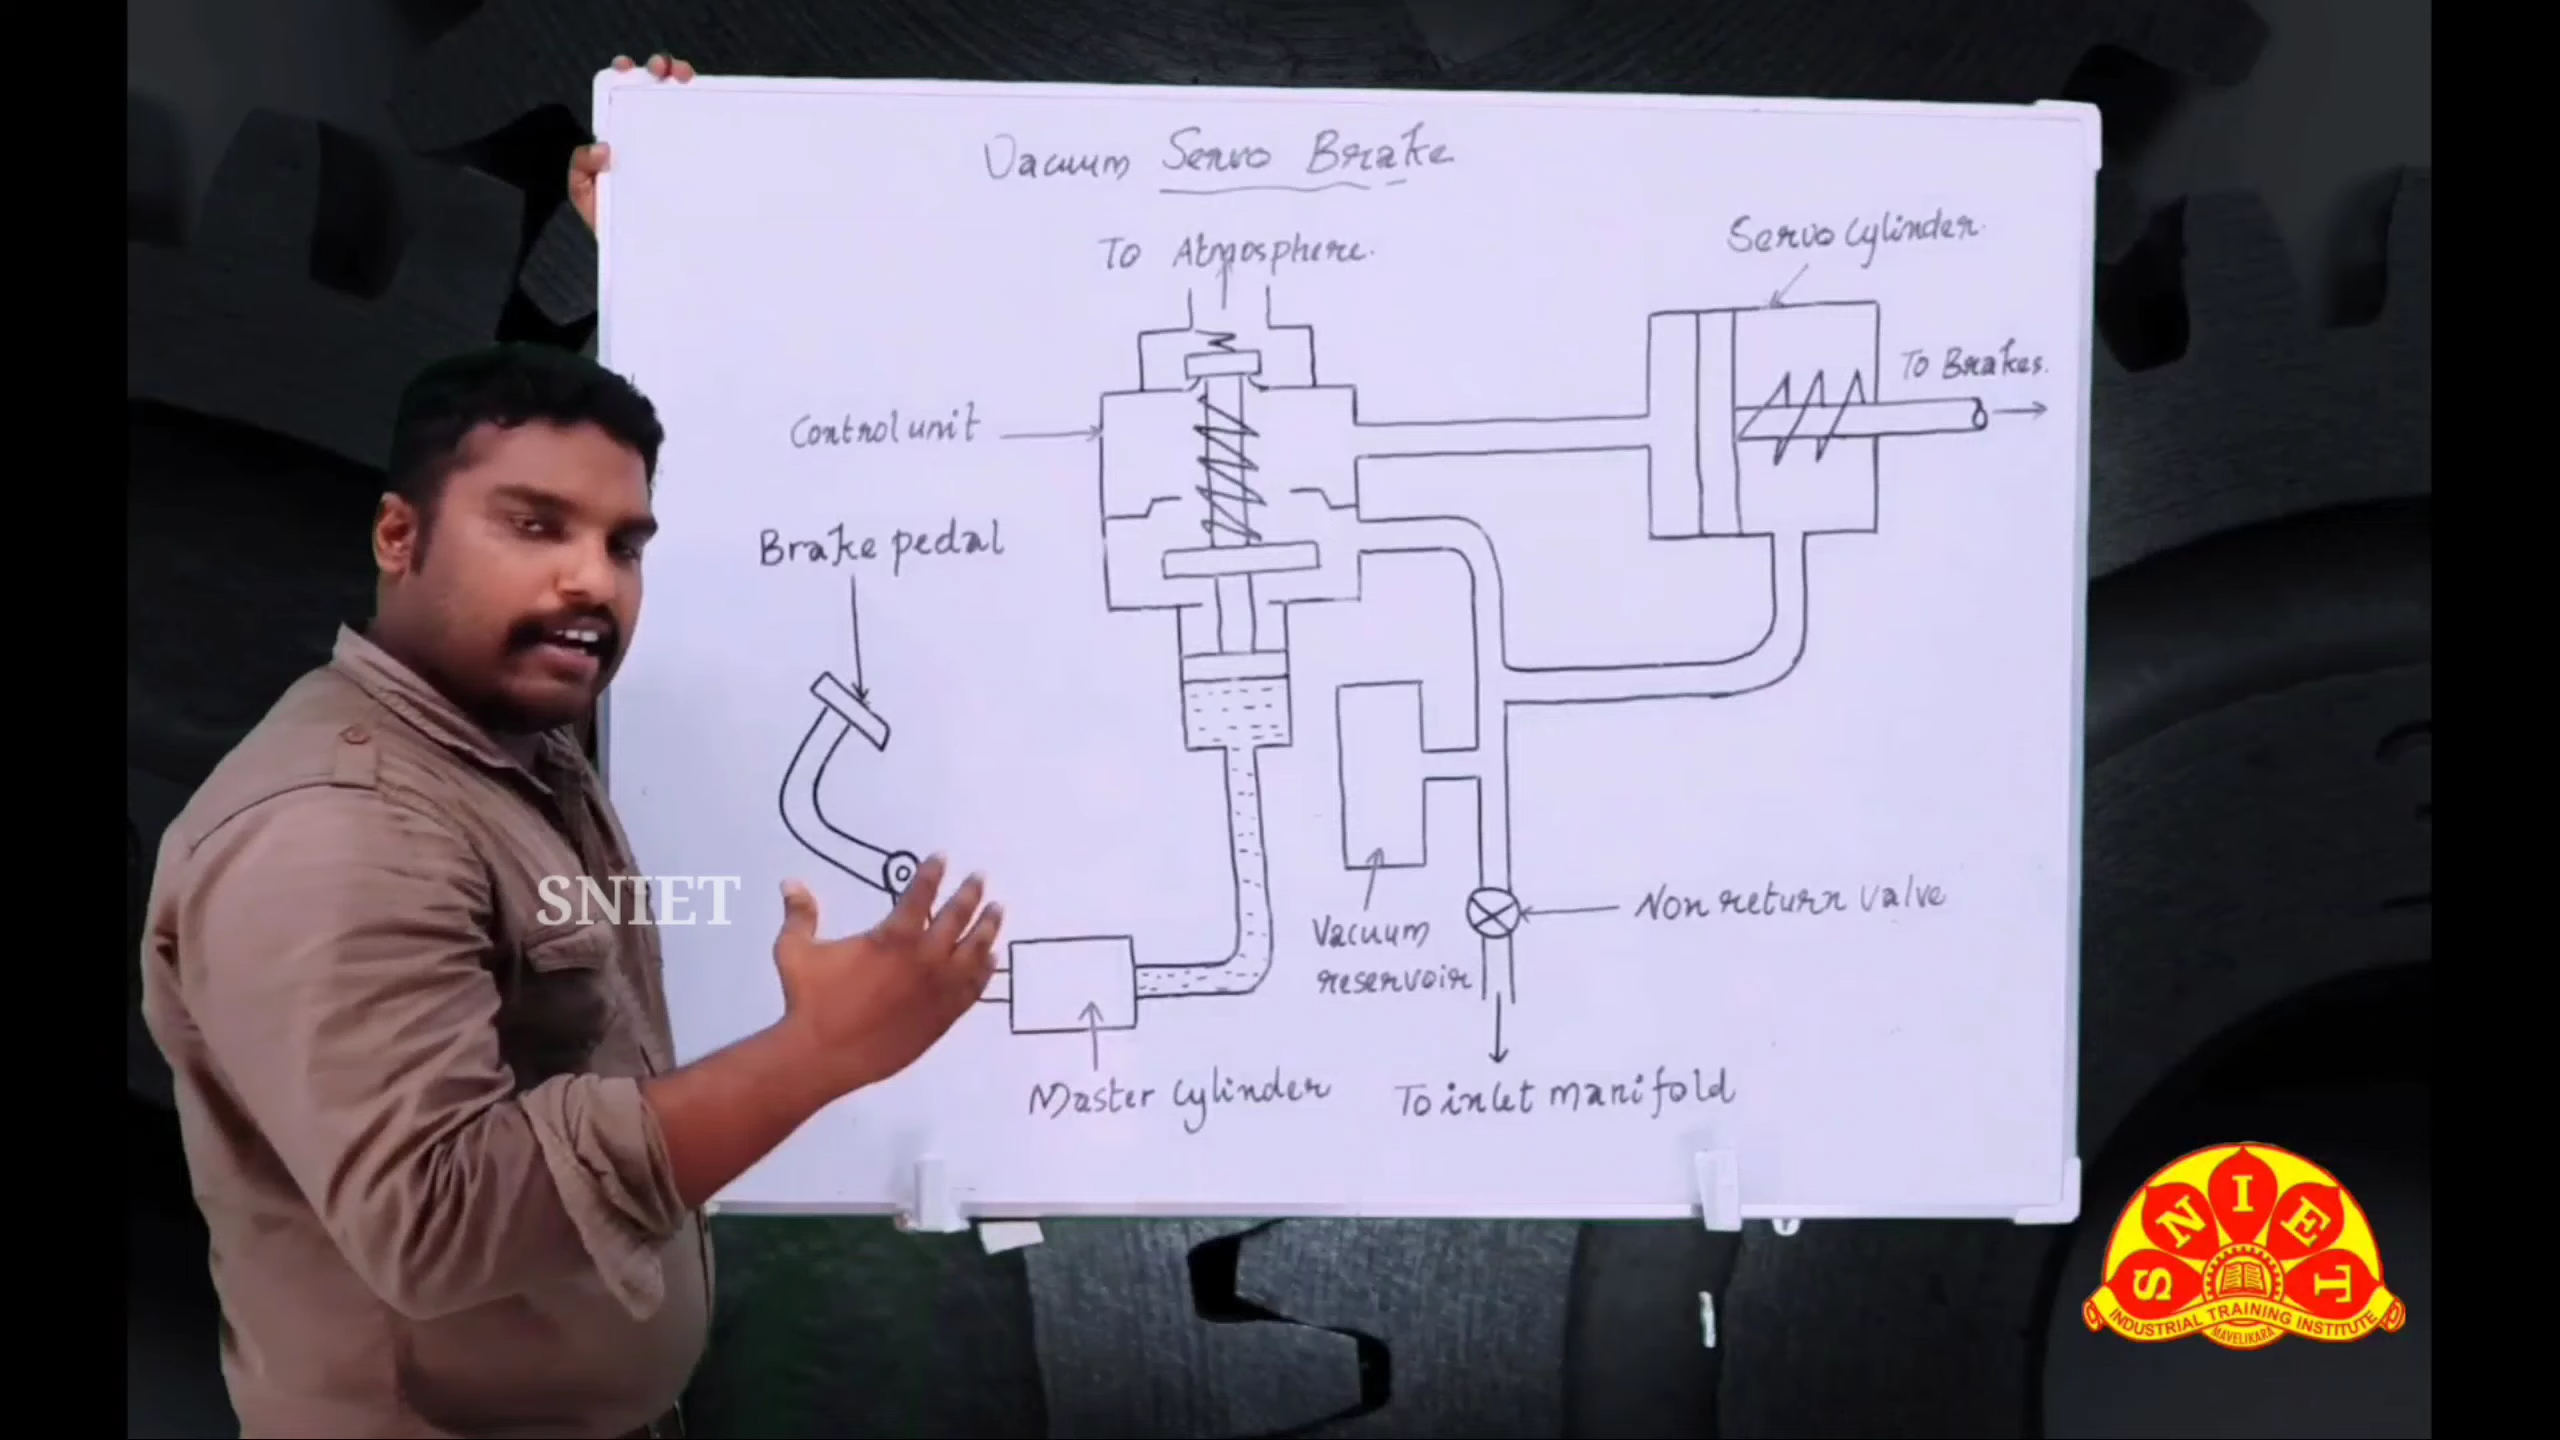 Vacuum Servo Brake
To Atmosphere.
Servo cylinder.
To Brakes.
Control unit
Brake pedal
SNIET
Non return valve
Vacuum
reservoir
Master cylinder
To inlet manifold
SNIET
INDUSTRIAL TRAINING INSTITUTE
MAVELIKARA